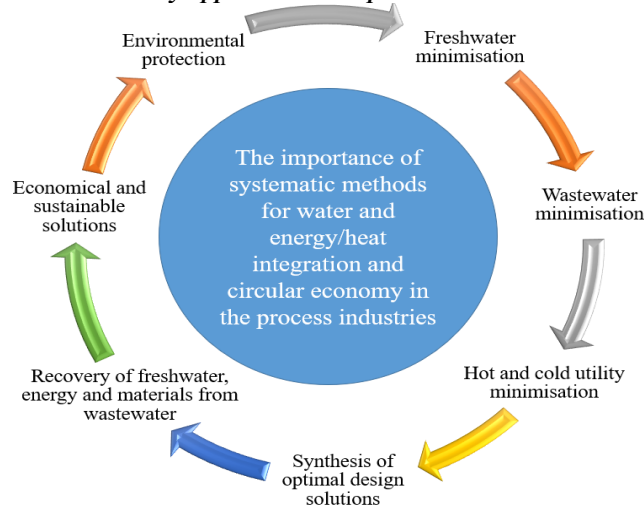 Environmental
protection
Freshwater
minimisation
Wastewater
minimisation
Hot and cold utility
minimisation
Synthesis of
optimal design
solutions
Recovery of freshwater,
energy and materials from
wastewater
Economical and
sustainable
solutions
The importance of
systematic methods
for water and
energy/heat
integration and
circular economy in
the process industries